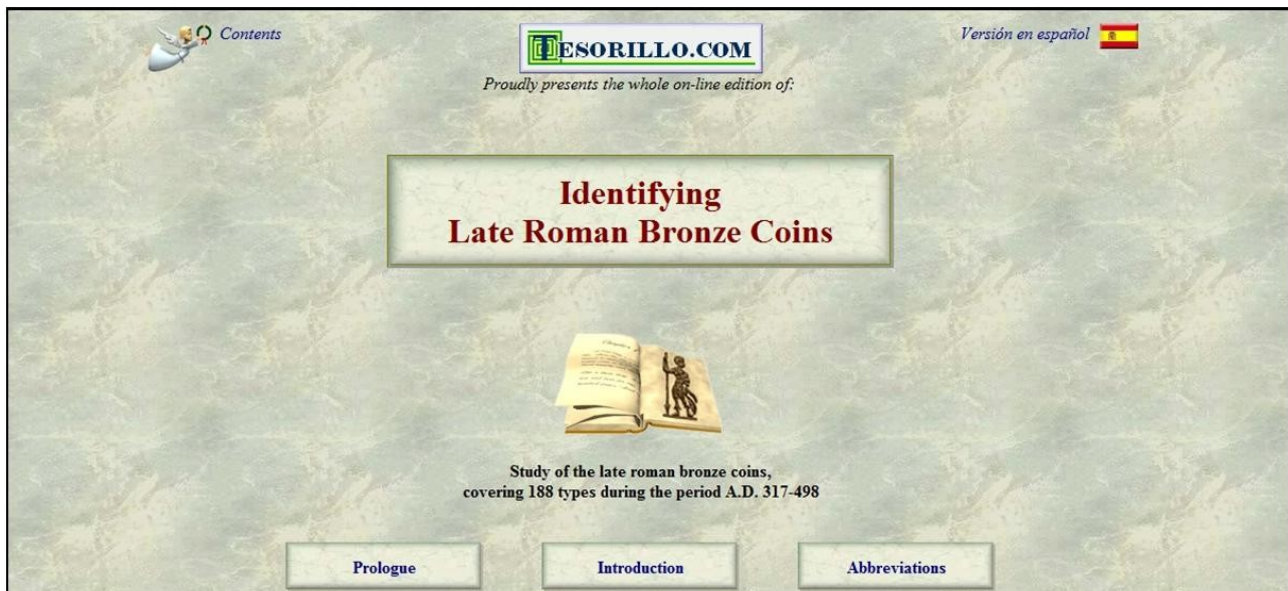 Contents
TESORILLO.COM
Versión en español
Proudly presents the whole on-line edition of:
Identifying
Late Roman Bronze Coins
Study of the late roman bronze coins,
covering 188 types during the period A.D. 317-498
Prologue
Introduction
Abbreviations